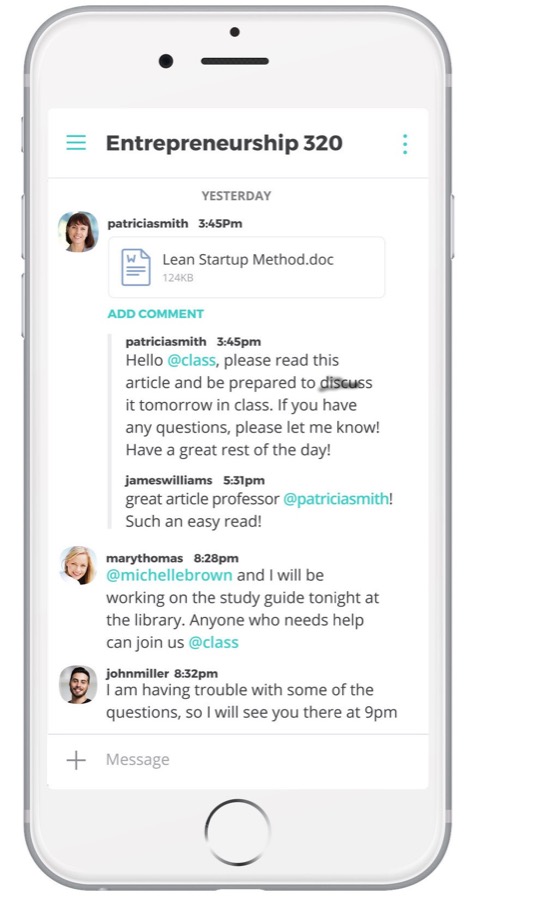 Entrepreneurship 320
YESTERDAY
patriciasmith 3:45Pm
W
Lean Startup Method.doc
124KB
ADD COMMENT
patriciasmith 3:45pm
Hello @class, please read this
article and be prepared to discuss
it tomorrow in class. If you have
any questions, please let me know!
Have a great rest of the day!
jameswilliams 5:31pm
great article professor @patriciasmith!
Such an easy read!
marythomas 8:28pm
@michellebrown and I will be
working on the study guide tonight at
the library. Anyone who needs help
can join us @class
johnmiller 8:32pm
I am having trouble with some of the
questions, so I will see you there at 9pm
Message